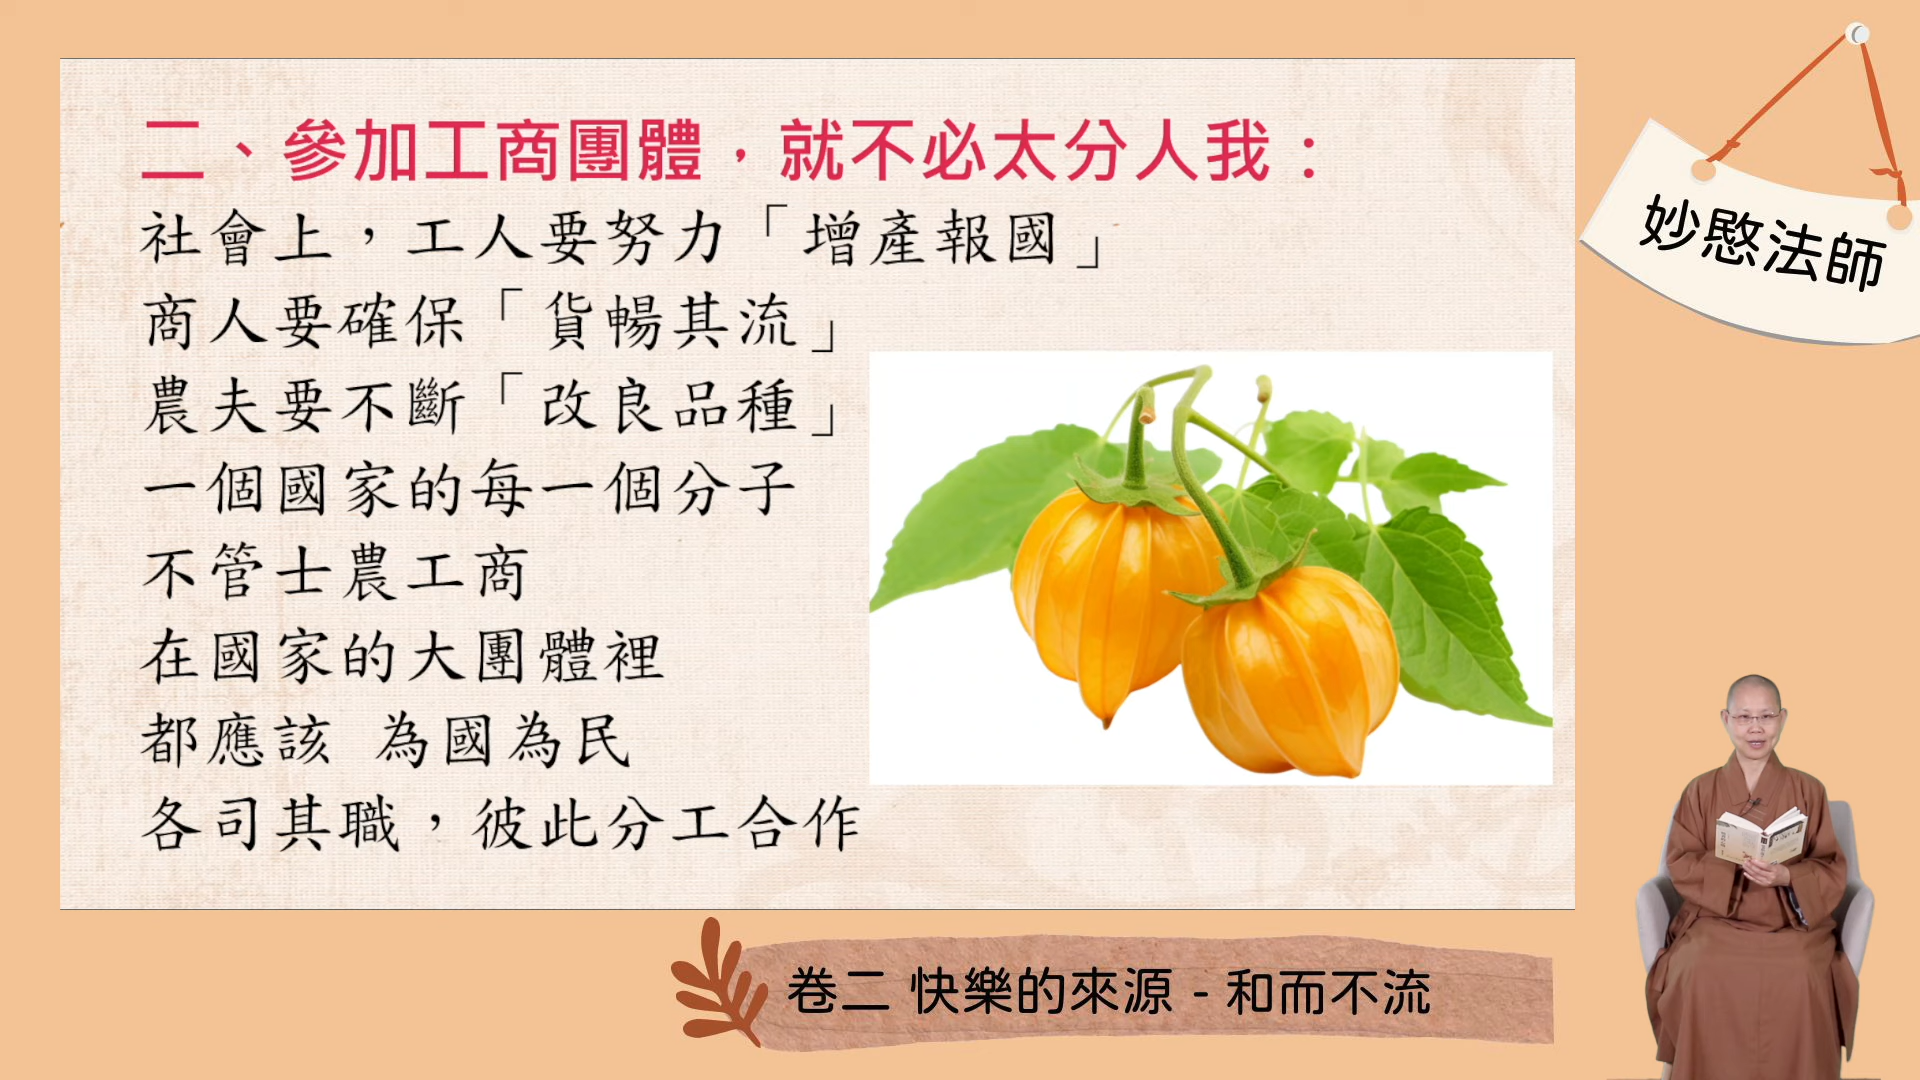 二、參加工商團體，就不必太分人我：
社會上，工人要努力「增產報國」
商人要確保「貨暢其流」
農夫要不斷「改良品種」
一個國家的每一個分子
不管士農工商
在國家的大團體裡
都應該 為國為民
各司其職，彼此分工合作
妙愍法師
卷二 快樂的來源 - 和而不流